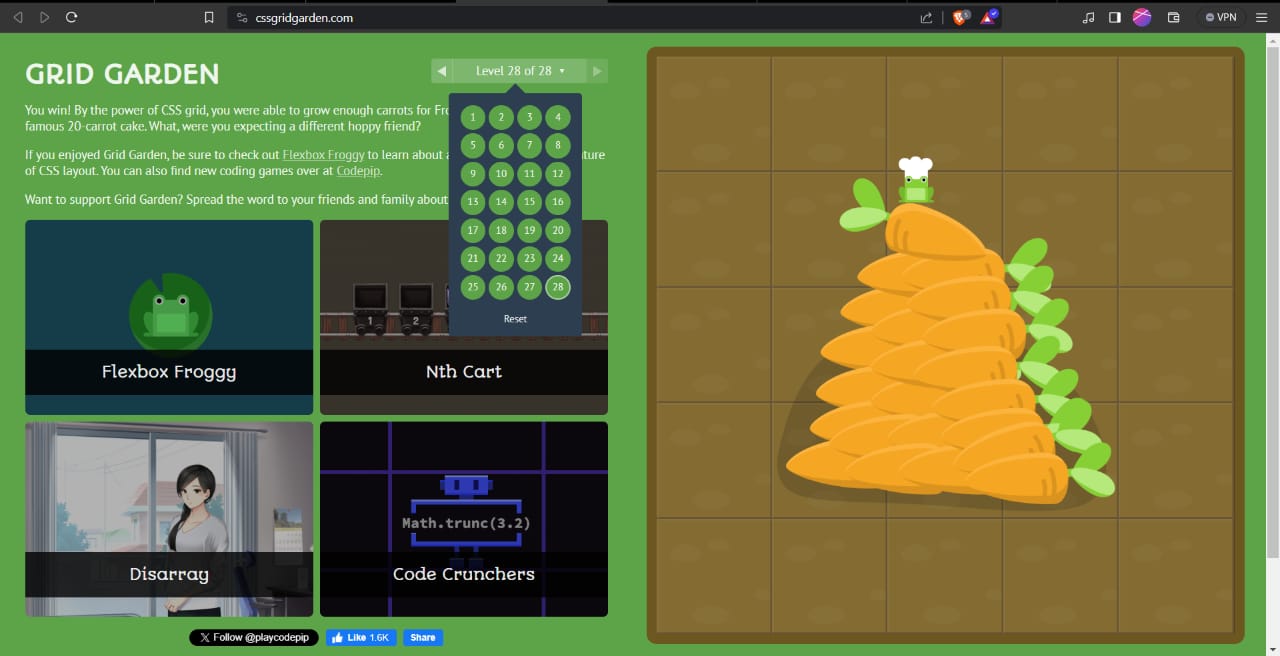 cssgridgarden.com
VPN
GRID GARDEN
Level 28 of 28
You win! By the power of CSS grid, you were able to grow enough carrots for
famous 20-carrot cake. What, were you expecting a different hoppy friend?
If you enjoyed Grid Garden, be sure to check out Flexbox Froggy to learn about
of CSS layout. You can also find new coding games over at Codepip.
Want to support Grid Garden? Spread the word to your friends and family about
1 2 3 4
5 6 7 8
9 10 11 12
13 14 15 16
17 18 19 20
21 22 23 24
25 26 27 28
Reset
1 2
Flexbox Froggy
Nth Cart
Math.trunc(3.2)
Disarray
Code Crunchers
X Follow @playcodepip
Like 1.6K
Share